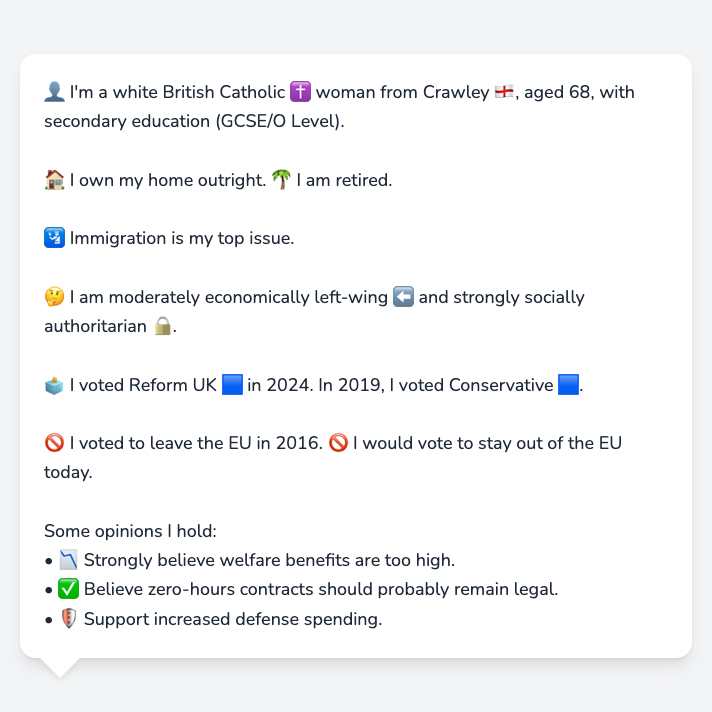 👤 I'm a white British Catholic ✝️ woman from Crawley 🏴󠁧󠁢󠁥󠁮󠁧󠁿, aged 68, with
secondary education (GCSE/O Level).
🏠 I own my home outright. 🌴 I am retired.
🛂 Immigration is my top issue.
🤔 I am moderately economically left-wing ⬅️ and strongly socially
authoritarian 🔒.
🗳️ I voted Reform UK 🟦 in 2024. In 2019, I voted Conservative 🟦.
🚫 I voted to leave the EU in 2016. 🚫 I would vote to stay out of the EU
today.
Some opinions I hold:
• 📉 Strongly believe welfare benefits are too high.
• ✅ Believe zero-hours contracts should probably remain legal.
• 🛡️ Support increased defense spending.